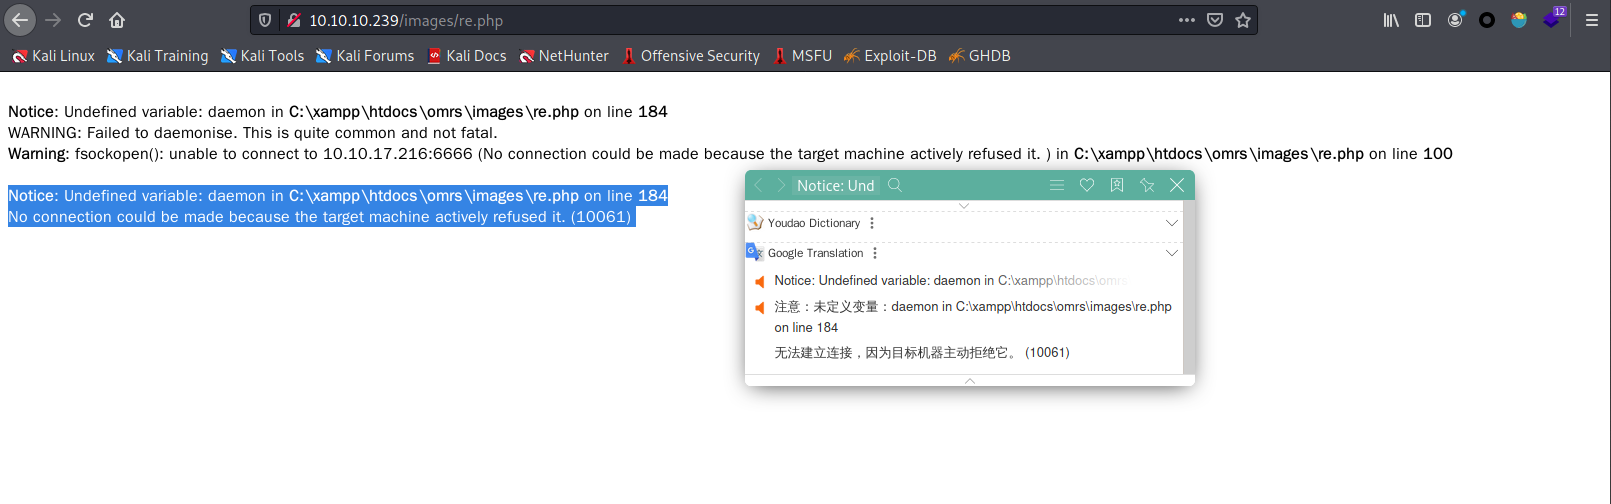 10.10.10.239/images/re.php
12
Kali Linux Kali Training Kali Tools Kali Forums Kali Docs NetHunter Offensive Security MSFU Exploit-DB GHDB
Notice: Undefined variable: daemon in C:\xampp\htdocs\omrs\images\re.php on line 184
WARNING: Failed to daemonise. This is quite common and not fatal.
Warning: fsockopen(): unable to connect to 10.10.17.216:6666 (No connection could be made because the target machine actively refused it. ) in C:\xampp\htdocs\omrs\images\re.php on line 100
Notice: Undefined variable: daemon in C:\xampp\htdocs\omrs\images\re.php on line 184
No connection could be made because the target machine actively refused it. (10061)
Notice: Und
Youdao Dictionary
Google Translation
Notice: Undefined variable: daemon in C:\xampp\htdocs\omrs
注意：未定义变量：daemon in C:\xampp\htdocs\omrs\images\re.php
on line 184
无法建立连接，因为目标机器主动拒绝它。 (10061)